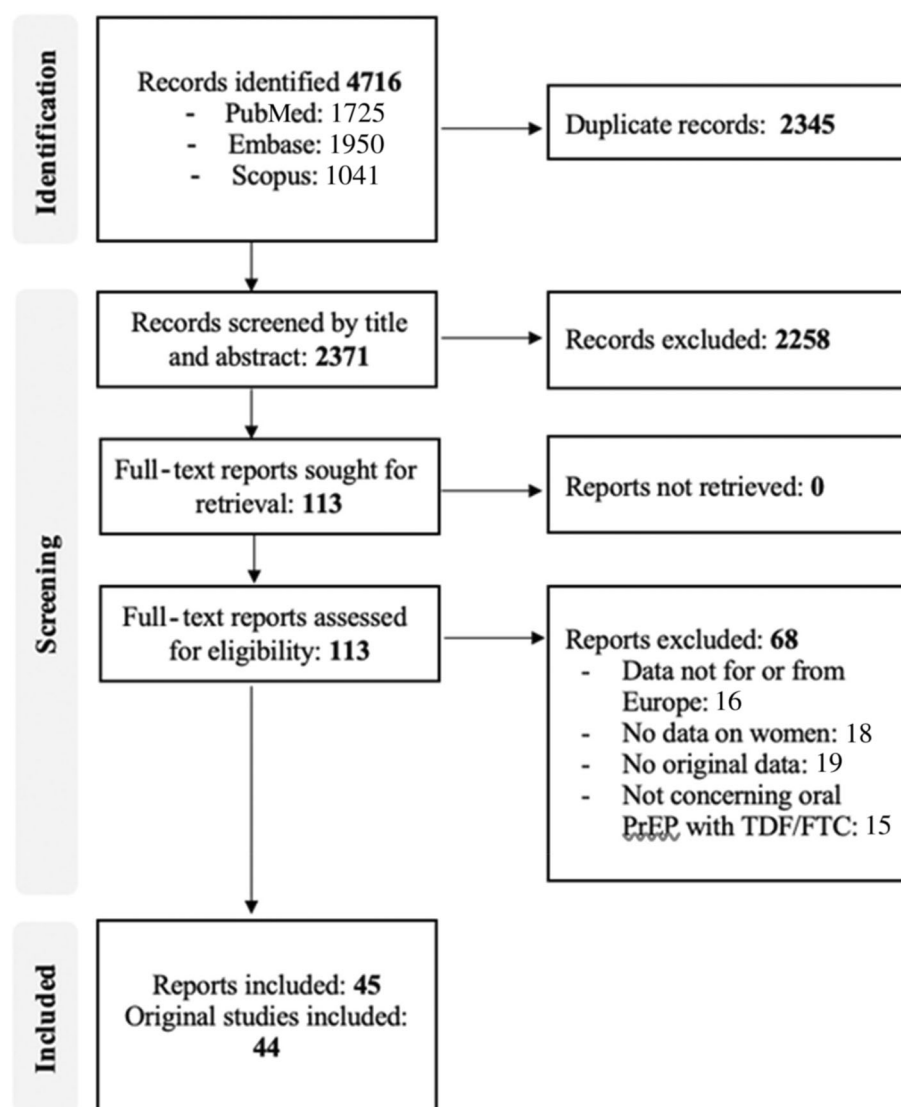 Identification
Records identified 4716
- PubMed: 1725
- Embase: 1950
- Scopus: 1041
Duplicate records: 2345
Screening
Records screened by title
and abstract: 2371
Records excluded: 2258
Full-text reports sought for
retrieval: 113
Reports not retrieved: 0
Full-text reports assessed
for eligibility: 113
Reports excluded: 68
- Data not for or from
Europe: 16
- No data on women: 18
- No original data: 19
- Not concerning oral
PrEP with TDF/FTC: 15
Included
Reports included: 45
Original studies included:
44